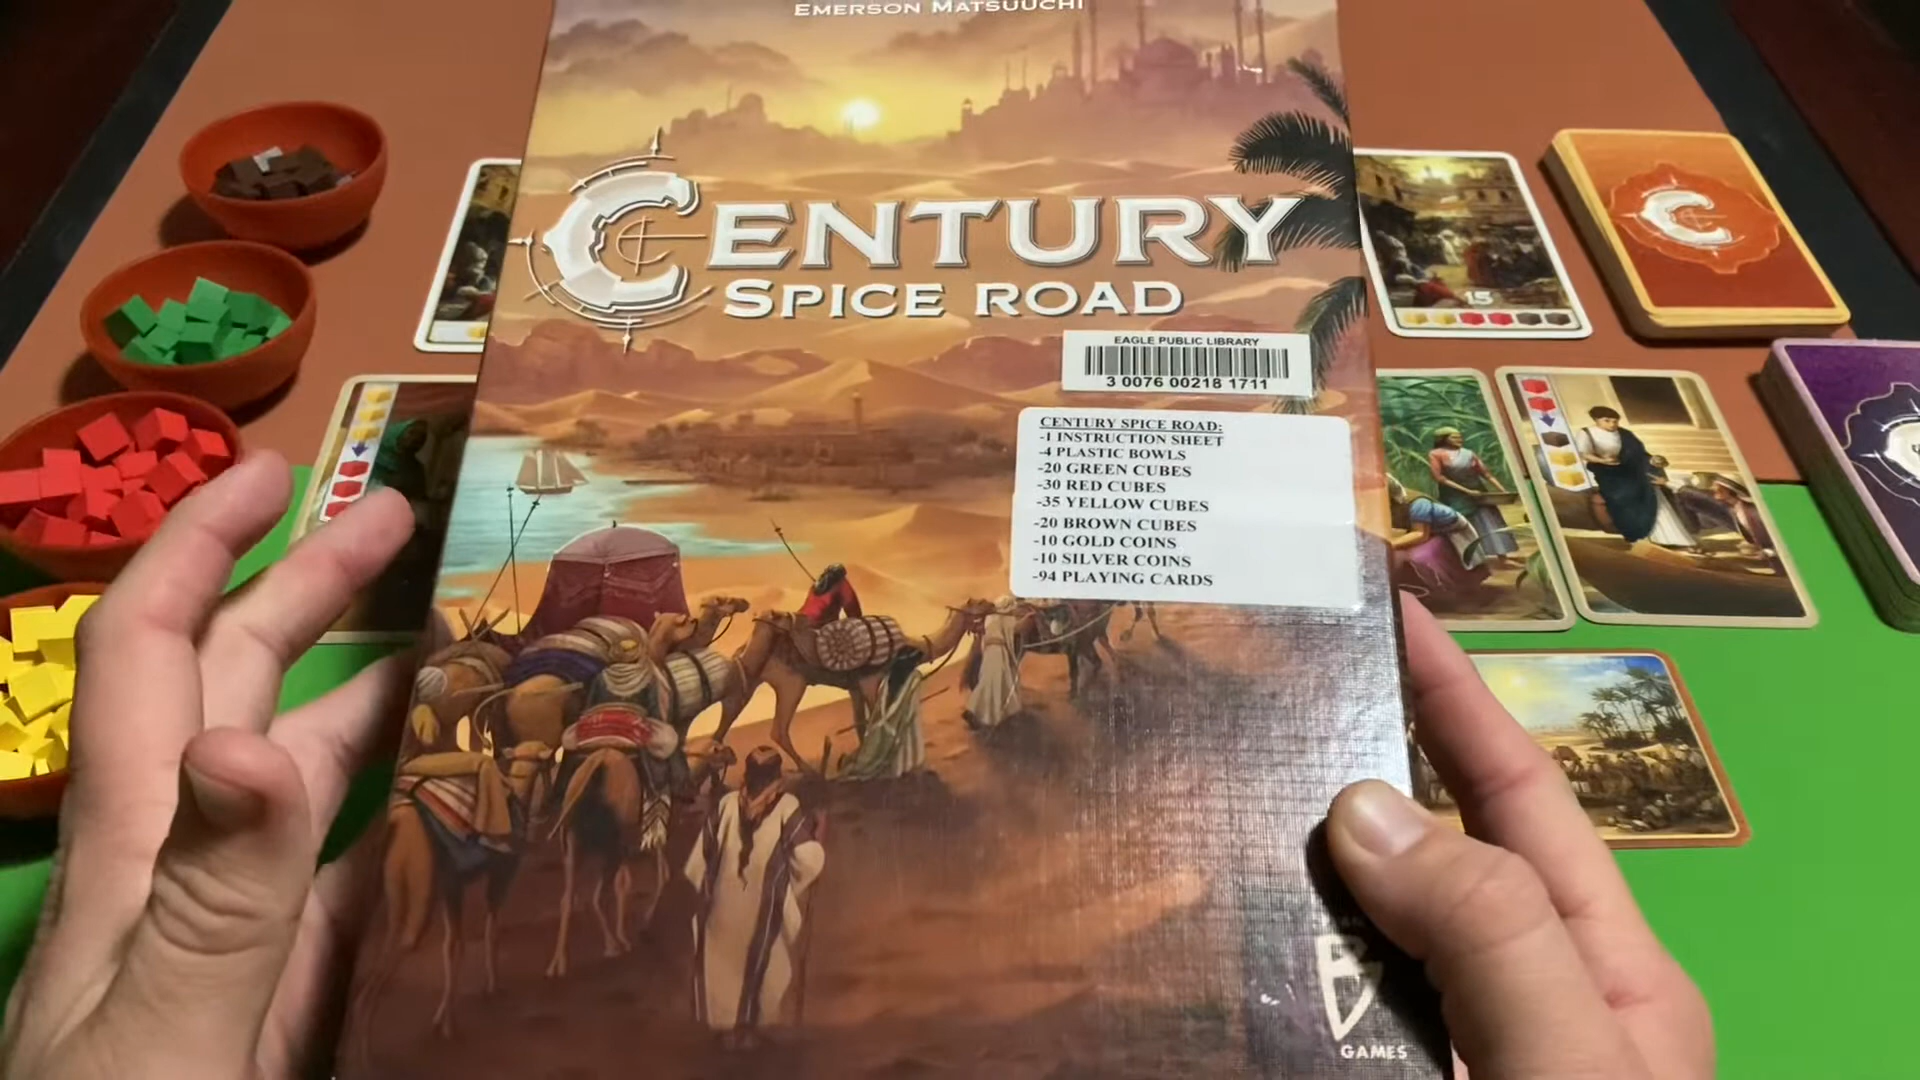 EMERSON MATSUUCHI
CENTURY
SPICE ROAD
EAGLE PUBLIC LIBRARY
3 0076 00218 1711
CENTURY SPICE ROAD:
-1 INSTRUCTION SHEET
-4 PLASTIC BOWLS
-20 GREEN CUBES
-30 RED CUBES
-35 YELLOW CUBES
-20 BROWN CUBES
-10 GOLD COINS
-10 SILVER COINS
-94 PLAYING CARDS
15
C
GAMES